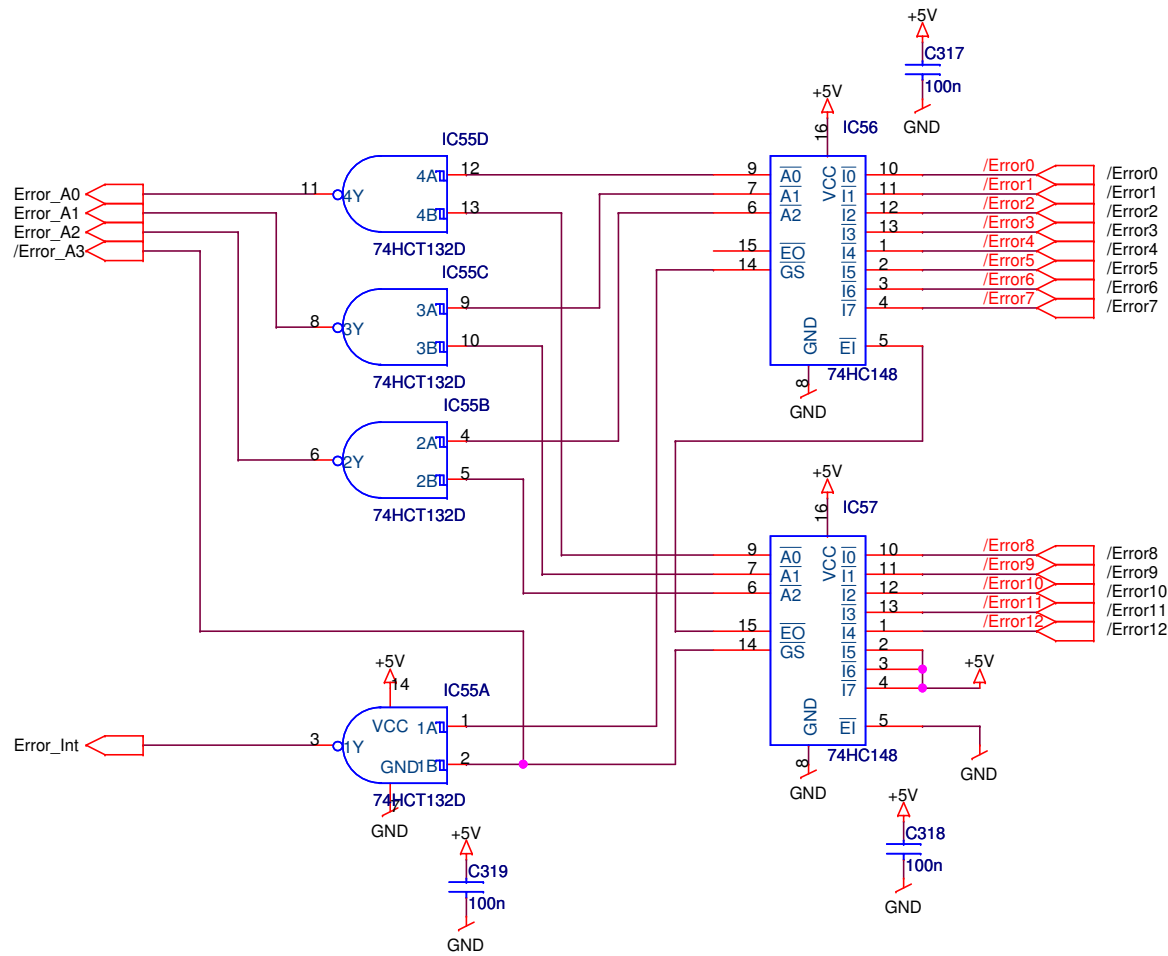 +5V
C317
100n
GND
+5V
16
IC56
IC55D
12
4A
11
4Y
4B
13
74HCT132D
Error_A0
Error_A1
Error_A2
/Error_A3
9 A0
7 A1
6 A2
15 EO
14 GS
VCC
GND
I0 10 /Error0 /Error0
I1 11 /Error1 /Error1
I2 12 /Error2 /Error2
I3 13 /Error3 /Error3
I4 1 /Error4 /Error4
I5 2 /Error5 /Error5
I6 3 /Error6 /Error6
I7 4 /Error7 /Error7
EI 5
74HC148
8
GND
IC55C
3A 9
8 3Y
3B 10
74HCT132D
IC55B
2A 4
6 2Y
2B 5
74HCT132D
+5V
16
IC57
9 A0
7 A1
6 A2
15 EO
14 GS
VCC
GND
I0 10 /Error8 /Error8
I1 11 /Error9 /Error9
I2 12 /Error10 /Error10
I3 13 /Error11 /Error11
I4 1 /Error12 /Error12
I5 2
I6 3
I7 4
+5V
EI 5
GND
74HC148
8
GND
+5V
14
IC55A
VCC 1A 1
Error_Int
3 1Y
GND 1B 2
74HCT132D
7
GND
+5V
C319
100n
GND
+5V
C318
100n
GND